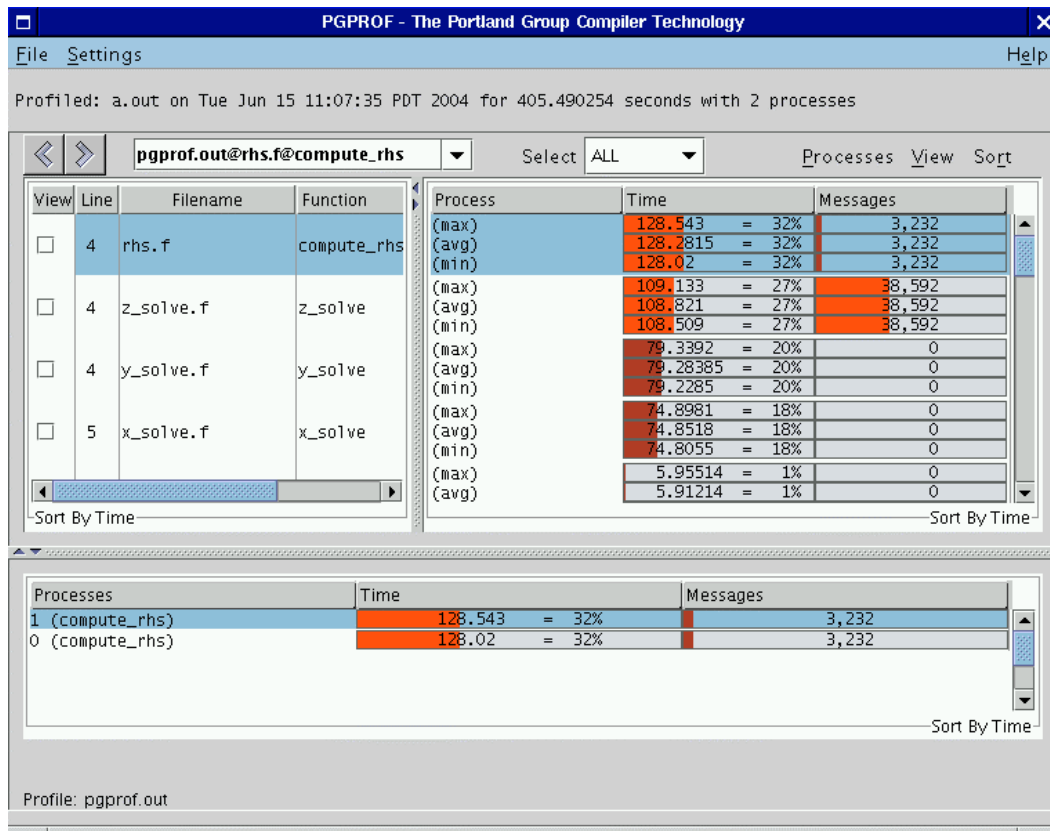 PGPROF - The Portland Group Compiler Technology
File Settings Help
Profiled: a.out on Tue Jun 15 11:07:35 PDT 2004 for 405.490254 seconds with 2 processes
pgprof.out@rhs.f@compute_rhs Select ALL Processes View Sort
View Line Filename Function Process Time Messages
(max) 128.543 = 32% 3,232
4 rhs.f compute_rhs (avg) 128.2815 = 32% 3,232
(min) 128.02 = 32% 3,232
(max) 109.133 = 27% 38,592
4 z_solve.f z_solve (avg) 108.821 = 27% 38,592
(min) 108.509 = 27% 38,592
(max) 79.3392 = 20% 0
4 y_solve.f y_solve (avg) 79.28385 = 20% 0
(min) 79.2285 = 20% 0
(max) 74.8981 = 18% 0
5 x_solve.f x_solve (avg) 74.8518 = 18% 0
(min) 74.8055 = 18% 0
(max) 5.95514 = 1% 0
(avg) 5.91214 = 1% 0
Sort By Time Sort By Time
Processes Time Messages
1 (compute_rhs) 128.543 = 32% 3,232
0 (compute_rhs) 128.02 = 32% 3,232
Sort By Time
Profile: pgprof.out